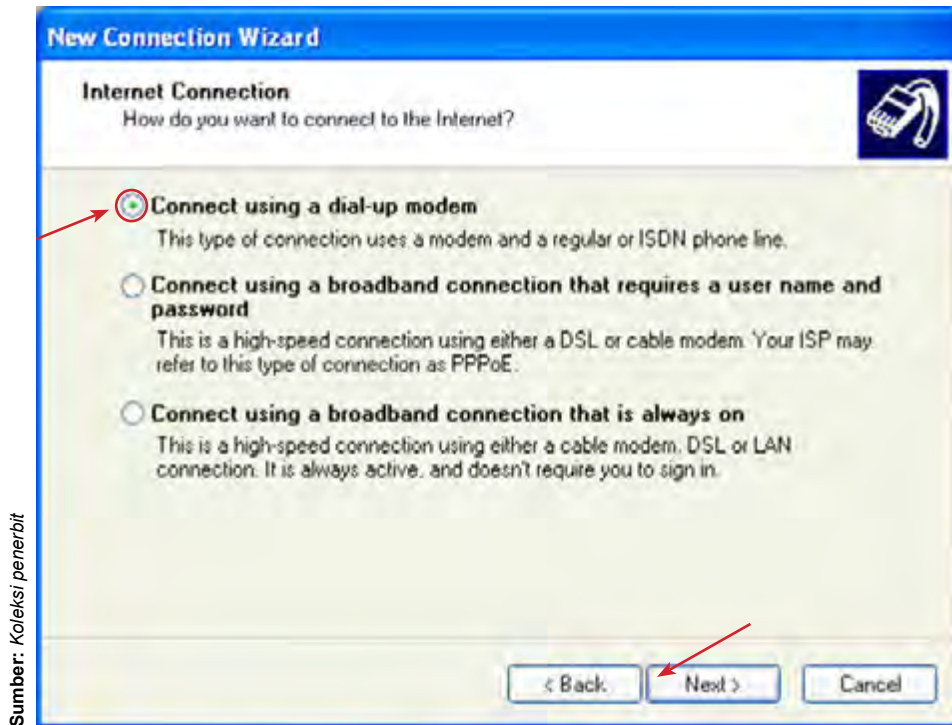 New Connection Wizard
Internet Connection
How do you want to connect to the Internet?
Connect using a dial-up modem
This type of connection uses a modem and a regular or ISDN phone line.
Connect using a broadband connection that requires a user name and
password
This is a high-speed connection using either a DSL or cable modem. Your ISP may
refer to this type of connection as PPPoE.
Connect using a broadband connection that is always on
This is a high-speed connection using either a cable modem, DSL or LAN
connection. It is always active, and doesn't require you to sign in.
< Back
Next >
Cancel
Sumber: Koleksi penerbit